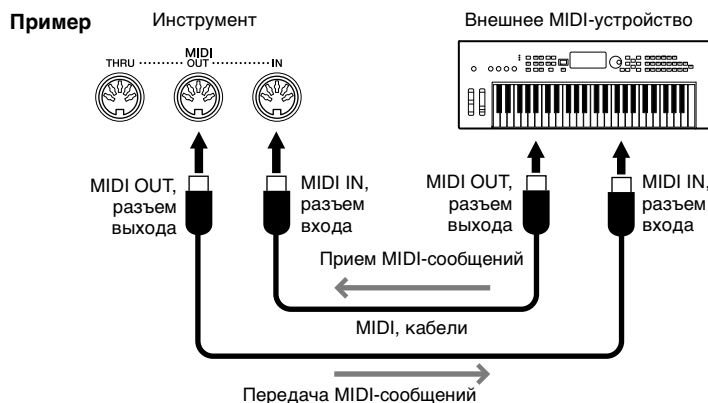 Пример
Инструмент
Внешнее MIDI-устройство
MIDI
THRU OUT IN
MIDI OUT,
разъем
выхода
MIDI IN,
разъем
входа
MIDI OUT,
разъем
выхода
MIDI IN,
разъем
входа
Прием MIDI-сообщений
MIDI, кабели
Передача MIDI-сообщений